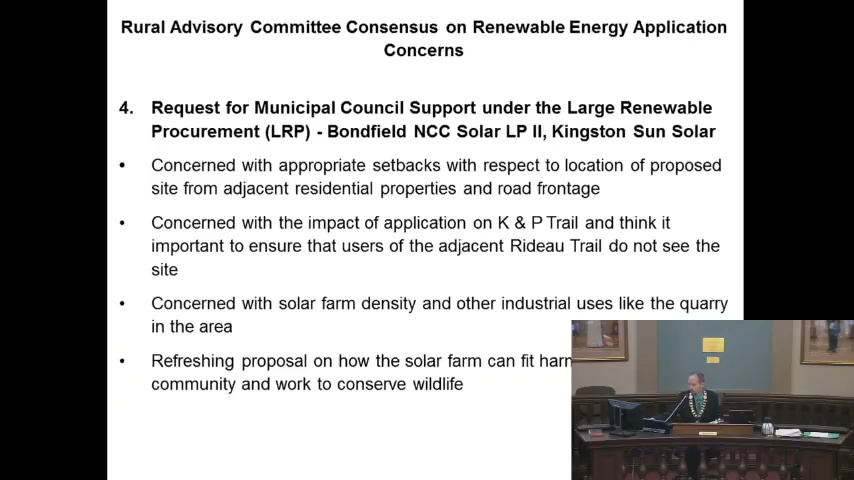 Rural Advisory Committee Consensus on Renewable Energy Application
Concerns
4. Request for Municipal Council Support under the Large Renewable
Procurement (LRP) - Bondfield NCC Solar LP II, Kingston Sun Solar
• Concerned with appropriate setbacks with respect to location of proposed
site from adjacent residential properties and road frontage
• Concerned with the impact of application on K & P Trail and think it
important to ensure that users of the adjacent Rideau Trail do not see the
site
• Concerned with solar farm density and other industrial uses like the quarry
in the area
• Refreshing proposal on how the solar farm can fit
community and work to conserve wildlife